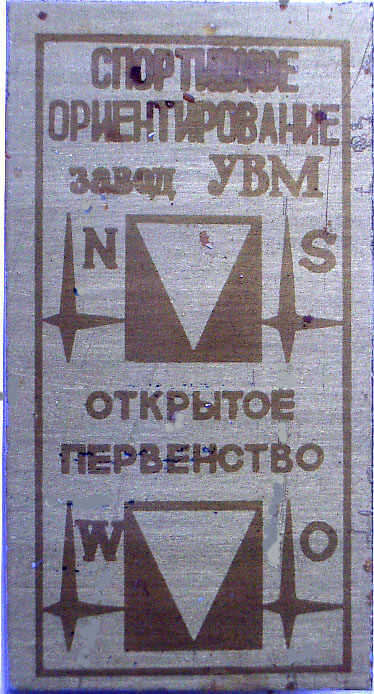 СПОРТИВНОЕ
ОРИЕНТИРОВАНИЕ
завод УВМ
N S
ОТКРЫТОЕ
ПЕРВЕНСТВО
W O